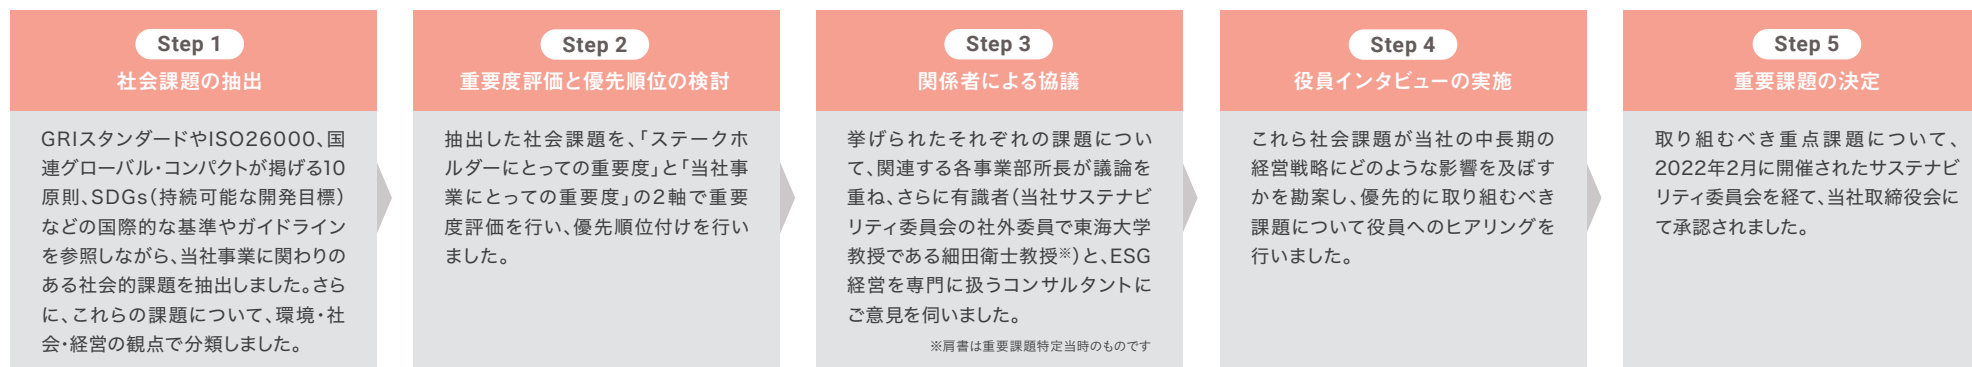 Step 1
社会課題の抽出
GRIスタンダードやISO26000、国
連グローバル・コンパクトが掲げる10
原則、SDGs（持続可能な開発目標）
などの国際的な基準やガイドライン
を参照しながら、当社事業に関わりの
ある社会的課題を抽出しました。さら
に、これらの課題について、環境・社
会・経営の観点で分類しました。
Step 2
重要度評価と優先順位の検討
抽出した社会課題を、「ステークホ
ルダーにとっての重要度」と「当社事
業にとっての重要度」の2軸で重要
度評価を行い、優先順位付けを行い
ました。
Step 3
関係者による協議
挙げられたそれぞれの課題につい
て、関連する各事業部所長が議論を
重ね、さらに有識者（当社サステナビ
リティ委員会の社外委員で東海大学
教授である細田衛士教授※）と、ESG
経営を専門に扱うコンサルタントに
ご意見を伺いました。
※肩書は重要課題特定当時のものです
Step 4
役員インタビューの実施
これら社会課題が当社の中長期の
経営戦略にどのような影響を及ぼす
かを勘案し、優先的に取り組むべき
課題について役員へのヒアリングを
行いました。
Step 5
重要課題の決定
取り組むべき重点課題について、
2022年2月に開催されたサステナビ
リティ委員会を経て、当社取締役会に
て承認されました。